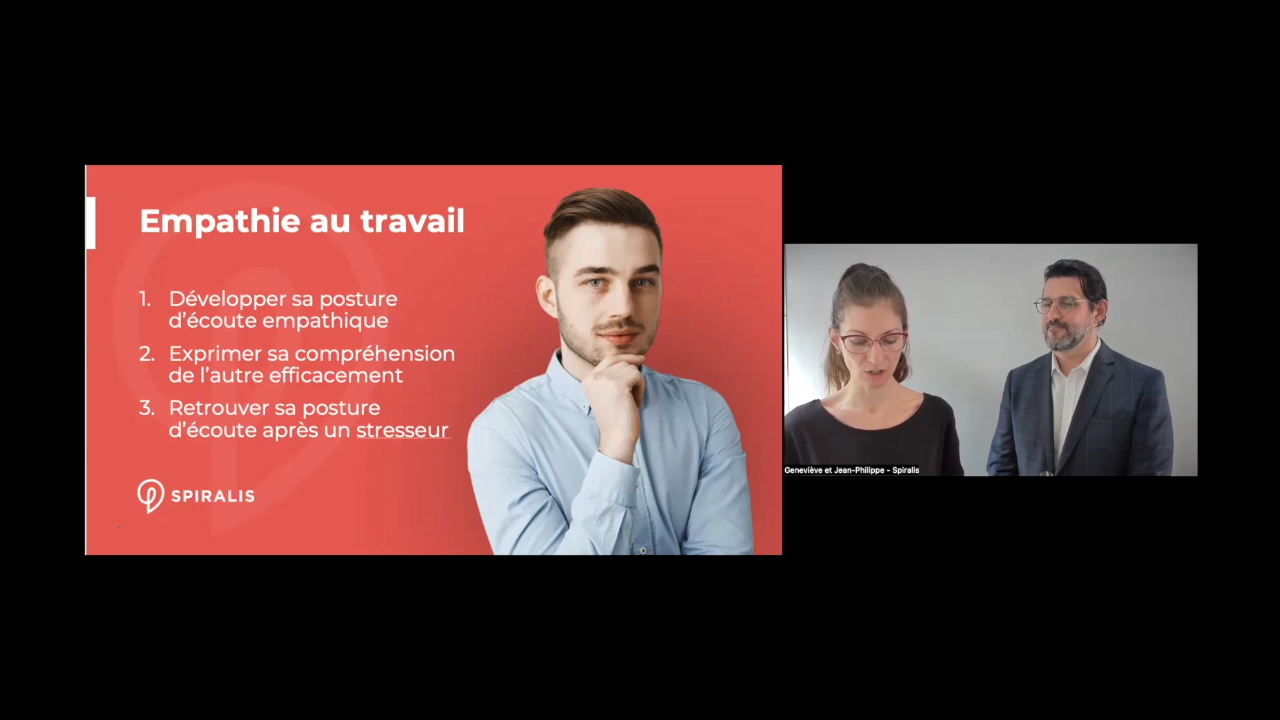 Empathie au travail
1. Développer sa posture
d'écoute empathique
2. Exprimer sa compréhension
de l'autre efficacement
3. Retrouver sa posture
d'écoute après un stresseur
SPIRALIS
Geneviève et Jean-Philippe - Spiralis